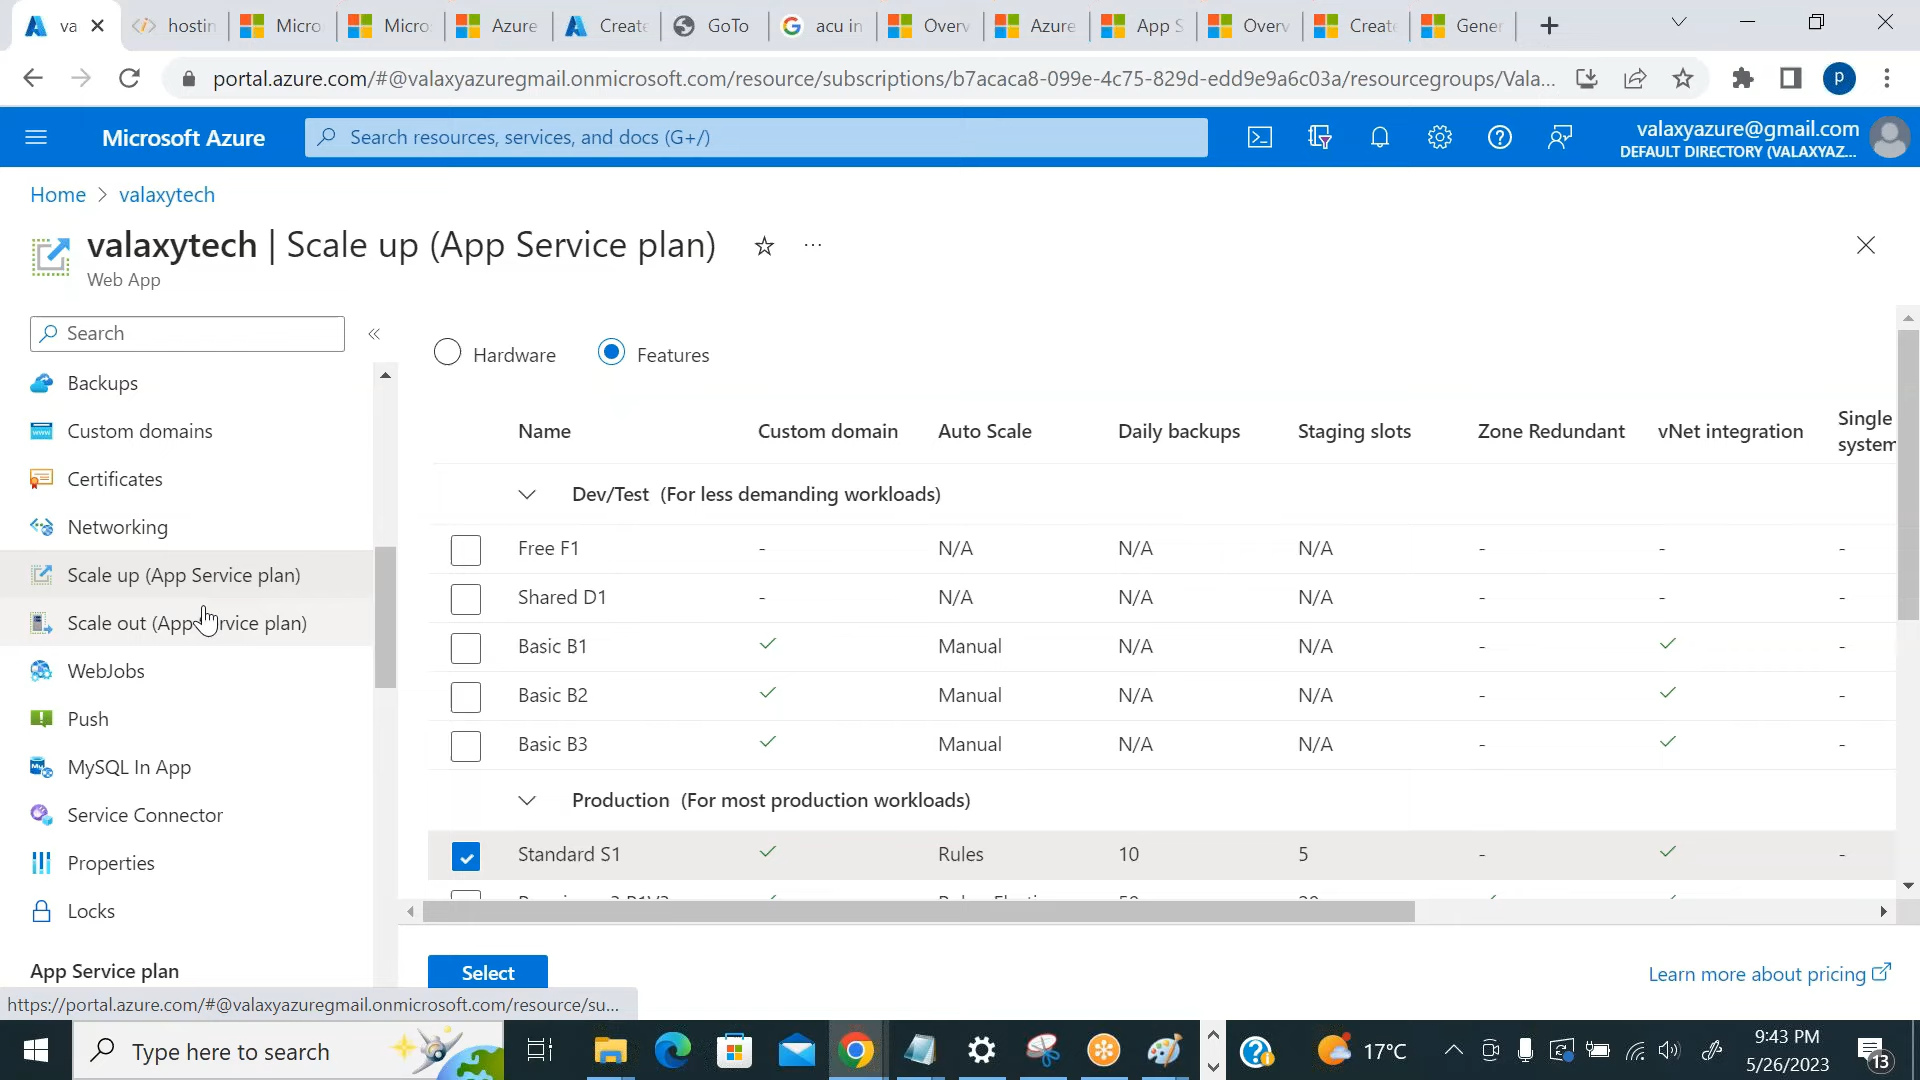 va
hostin
Micro
Micro
Azure
Create
GoTo
acu in
Overv
Azure
App S
Overv
Create
Gener
portal.azure.com/#@valaxyazuregmail.onmicrosoft.com/resource/subscriptions/b7acaca8-099e-4c75-829d-edd9e9a6c03a/resourcegroups/Vala...
P
Microsoft Azure
Search resources, services, and docs (G+/)
valaxyazure@gmail.com
DEFAULT DIRECTORY (VALAXYAZ...
Home > valaxytech
valaxytech | Scale up (App Service plan)
Web App
Search
Backups
Custom domains
Certificates
Networking
Scale up (App Service plan)
Scale out (App Service plan)
WebJobs
Push
MySQL In App
Service Connector
Properties
Locks
App Service plan
Hardware
Features
Name Custom domain Auto Scale Daily backups Staging slots Zone Redundant vNet integration Single
system
Dev/Test (For less demanding workloads)
Free F1 - N/A N/A N/A - - -
Shared D1 - N/A N/A N/A - - -
Basic B1 Manual N/A N/A - -
Basic B2 Manual N/A N/A - -
Basic B3 Manual N/A N/A - -
Production (For most production workloads)
Standard S1 Rules 10 5 - -
Select
Learn more about pricing
https://portal.azure.com/#@valaxyazuregmail.onmicrosoft.com/resource/su...
Type here to search
17°C
9:43 PM
5/26/2023
13